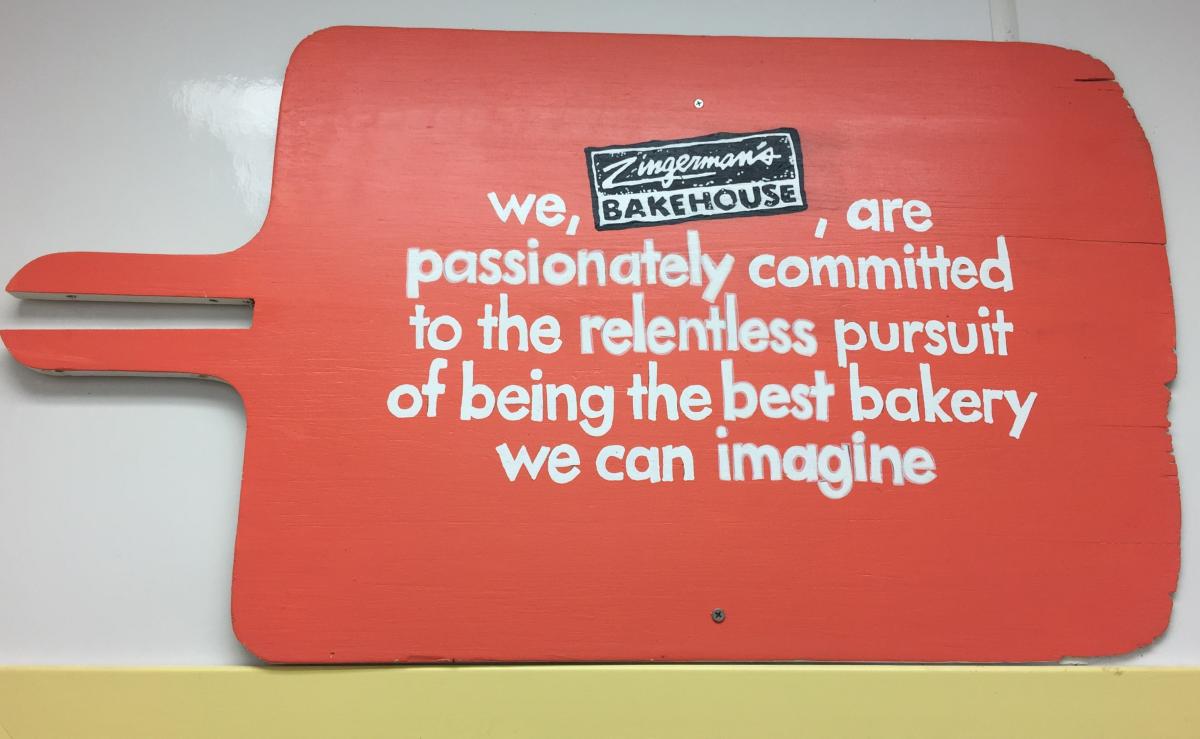 Zingerman's
we, BAKEHOUSE , are
passionately committed
to the relentless pursuit
of being the best bakery
we can imagine